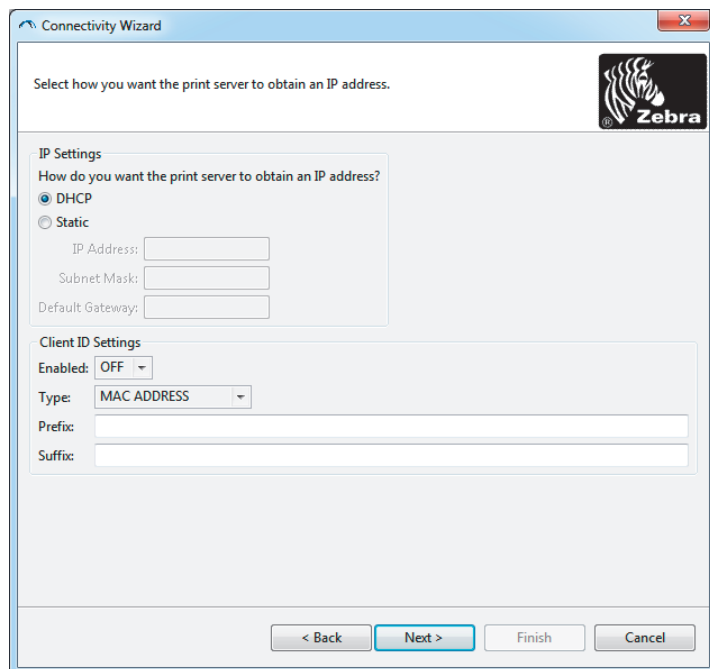 Connectivity Wizard
Select how you want the print server to obtain an IP address.
® Zebra
IP Settings
How do you want the print server to obtain an IP address?
DHCP
Static
IP Address:
Subnet Mask:
Default Gateway:
Client ID Settings
Enabled: OFF
Type: MAC ADDRESS
Prefix:
Suffix:
< Back Next > Finish Cancel